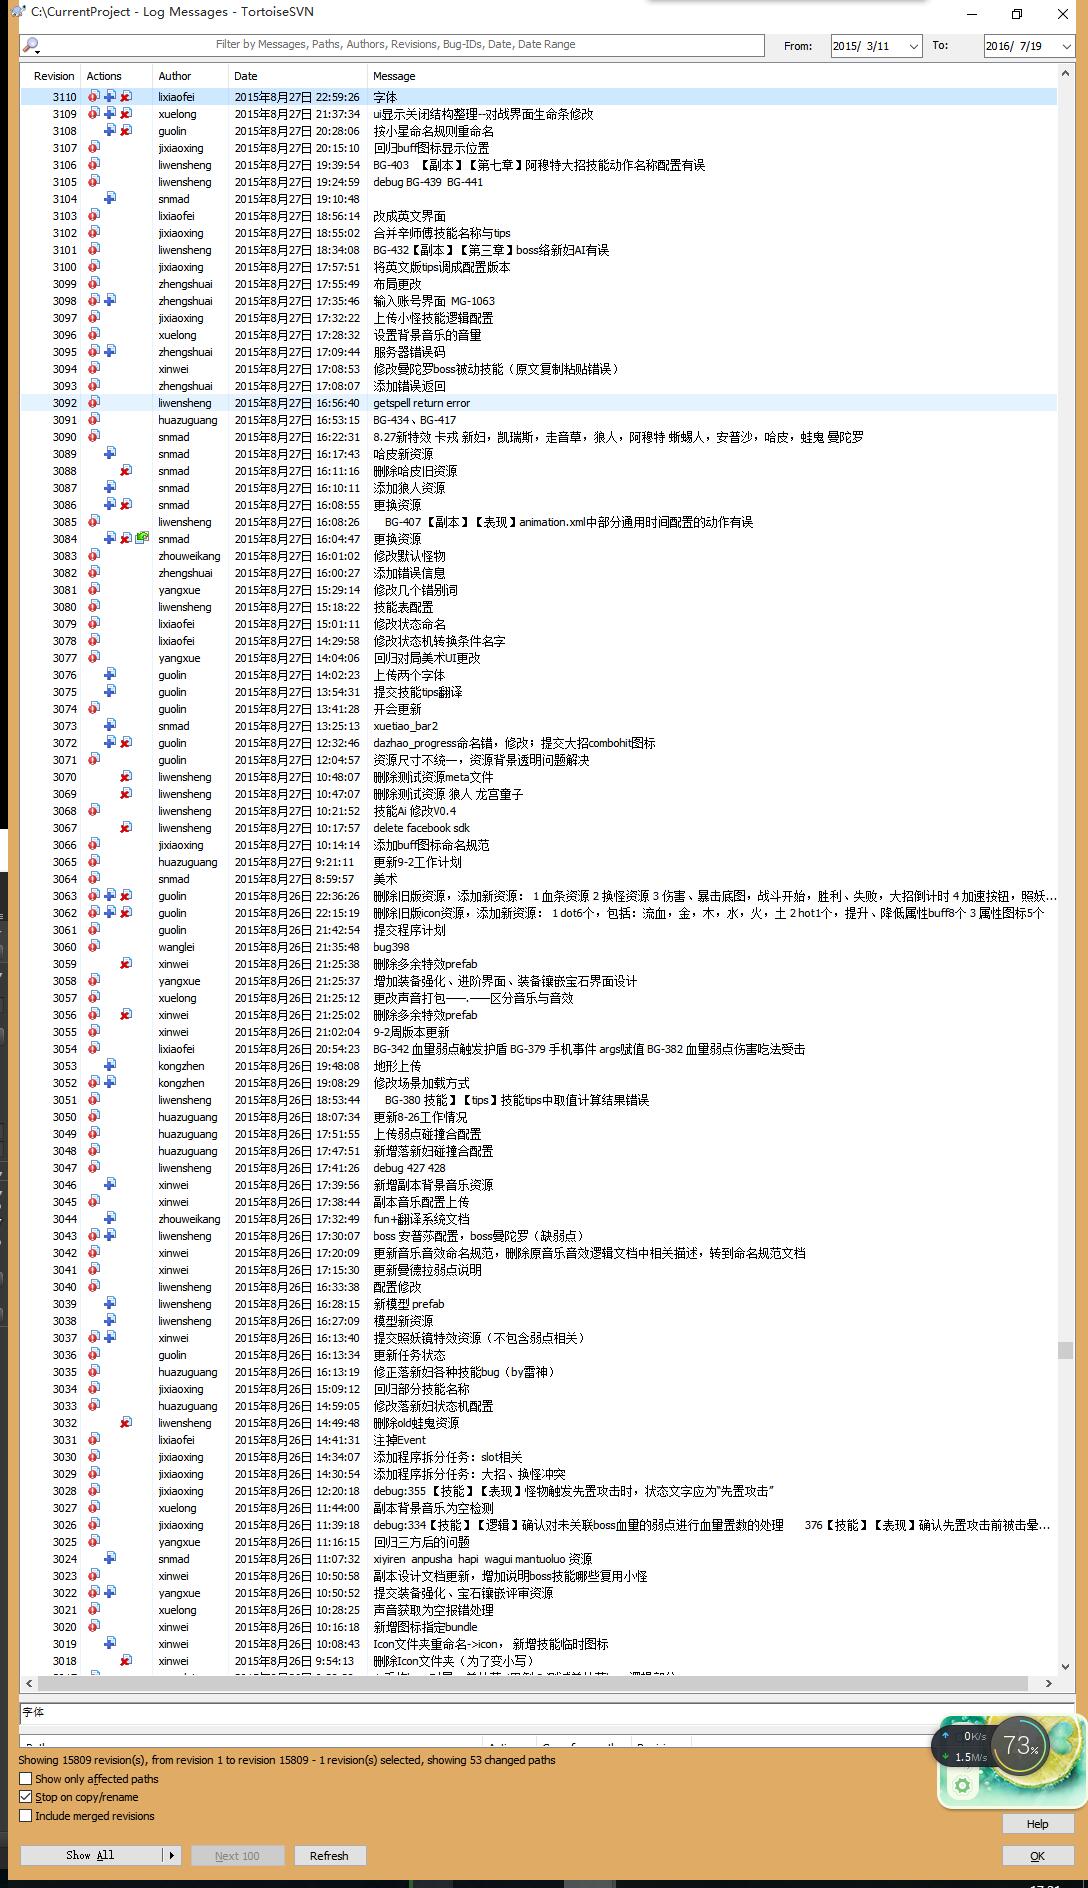 C:\CurrentProject - Log Messages - TortoiseSVN
Filter by Messages, Paths, Authors, Revisions, Bug-IDs, Date, Date Range From: 2015/ 3/11 To: 2016/ 7/19
Revision Actions Author Date Message
3110 lixiaofei 2015年8月27日 22:59:26 字体
3109 xuelong 2015年8月27日 21:37:34 ui显示关闭结构整理--对战界面生命条修改
3108 guolin 2015年8月27日 20:28:06 按小星命名规则重命名
3107 jixiaoxing 2015年8月27日 20:15:10 回归buff图标显示位置
3106 liwensheng 2015年8月27日 19:39:54 BG-403 【副本】【第七章】阿穆特大招技能动作名称配置有误
3105 liwensheng 2015年8月27日 19:24:59 debug BG-439 BG-441
3104 snmad 2015年8月27日 19:10:48
3103 lixiaofei 2015年8月27日 18:56:14 改成英文界面
3102 jixiaoxing 2015年8月27日 18:55:02 合并辛师傅技能名称与tips
3101 liwensheng 2015年8月27日 18:34:08 BG-432【副本】【第三章】boss络新妇AI有误
3100 jixiaoxing 2015年8月27日 17:57:51 将英文版tips调成配置版本
3099 zhengshuai 2015年8月27日 17:55:49 布局更改
3098 zhengshuai 2015年8月27日 17:35:46 输入账号界面 MG-1063
3097 jixiaoxing 2015年8月27日 17:32:22 上传小怪技能逻辑配置
3096 xuelong 2015年8月27日 17:28:32 设置背景音乐的音量
3095 zhengshuai 2015年8月27日 17:09:44 服务器错误码
3094 xinwei 2015年8月27日 17:08:53 修改曼陀罗boss被动技能（原文复制粘贴错误）
3093 zhengshuai 2015年8月27日 17:08:07 添加错误返回
3092 liwensheng 2015年8月27日 16:56:40 getspell return error
3091 huazuguang 2015年8月27日 16:53:15 BG-434、BG-417
3090 snmad 2015年8月27日 16:22:31 8.27新特效 卡戎 新妇，凯瑞斯，走音草，狼人，阿穆特 蜥蜴人，安普沙，哈皮，蛙鬼 曼陀罗
3089 snmad 2015年8月27日 16:17:43 哈皮新资源
3088 snmad 2015年8月27日 16:11:16 删除哈皮旧资源
3087 snmad 2015年8月27日 16:10:11 添加狼人资源
3086 snmad 2015年8月27日 16:08:55 更换资源
3085 liwensheng 2015年8月27日 16:08:26 BG-407【副本】【表现】animation.xml中部分通用时间配置的动作有误
3084 snmad 2015年8月27日 16:04:47 更换资源
3083 zhouweikang 2015年8月27日 16:01:02 修改默认怪物
3082 zhengshuai 2015年8月27日 16:00:27 添加错误信息
3081 yangxue 2015年8月27日 15:29:14 修改几个错别词
3080 liwensheng 2015年8月27日 15:18:22 技能表配置
3079 lixiaofei 2015年8月27日 15:01:11 修改状态命名
3078 lixiaofei 2015年8月27日 14:29:58 修改状态机转换条件名字
3077 yangxue 2015年8月27日 14:04:06 回归对局美术UI更改
3076 guolin 2015年8月27日 14:02:23 上传两个字体
3075 guolin 2015年8月27日 13:54:31 提交技能tips翻译
3074 guolin 2015年8月27日 13:41:28 开会更新
3073 snmad 2015年8月27日 13:25:13 xuetiao_bar2
3072 guolin 2015年8月27日 12:32:46 dazhao_progress命名错，修改；提交大招combohit图标
3071 guolin 2015年8月27日 12:04:57 资源尺寸不统一，资源背景透明问题解决
3070 liwensheng 2015年8月27日 10:48:07 删除测试资源meta文件
3069 liwensheng 2015年8月27日 10:47:07 删除测试资源 狼人 龙宫童子
3068 liwensheng 2015年8月27日 10:21:52 技能Ai 修改V0.4
3067 liwensheng 2015年8月27日 10:17:57 delete facebook sdk
3066 jixiaoxing 2015年8月27日 10:14:14 添加buff图标命名规范
3065 huazuguang 2015年8月27日 9:21:11 更新9-2工作计划
3064 snmad 2015年8月27日 8:59:57 美术
3063 guolin 2015年8月26日 22:36:26 删除旧版资源，添加新资源： 1 血条资源 2 换怪资源 3 伤害、暴击底图，战斗开始，胜利、失败，大招倒计时 4 加速按钮，照妖...
3062 guolin 2015年8月26日 22:15:19 删除旧版icon资源，添加新资源： 1 dot6个，包括：流血，金，木，水，火，土 2 hot1个，提升、降低属性buff8个 3 属性图标5个
3061 guolin 2015年8月26日 21:42:54 提交程序计划
3060 wanglei 2015年8月26日 21:35:48 bug398
3059 xinwei 2015年8月26日 21:25:38 删除多余特效prefab
3058 yangxue 2015年8月26日 21:25:37 增加装备强化、进阶界面、装备镶嵌宝石界面设计
3057 xuelong 2015年8月26日 21:25:12 更改声音打包——.——区分音乐与音效
3056 xinwei 2015年8月26日 21:25:02 删除多余特效prefab
3055 xinwei 2015年8月26日 21:02:04 9-2周版本更新
3054 lixiaofei 2015年8月26日 20:54:23 BG-342 血量弱点触发护盾 BG-379 手机事件 args赋值 BG-382 血量弱点伤害吃法受击
3053 kongzhen 2015年8月26日 19:48:08 地形上传
3052 kongzhen 2015年8月26日 19:08:29 修改场景加载方式
3051 liwensheng 2015年8月26日 18:53:44 BG-380 技能】【tips】技能tips中取值计算结果错误
3050 huazuguang 2015年8月26日 18:07:34 更新8-26工作情况
3049 huazuguang 2015年8月26日 17:51:55 上传弱点碰撞合配置
3048 huazuguang 2015年8月26日 17:47:51 新增落新妇碰撞合配置
3047 liwensheng 2015年8月26日 17:41:26 debug 427 428
3046 xinwei 2015年8月26日 17:39:56 新增副本背景音乐资源
3045 xinwei 2015年8月26日 17:38:44 副本音乐配置上传
3044 zhouweikang 2015年8月26日 17:32:49 fun+翻译系统文档
3043 liwensheng 2015年8月26日 17:30:07 boss 安普莎配置，boss曼陀罗（缺弱点）
3042 xinwei 2015年8月26日 17:20:09 更新音乐音效命名规范，删除原音乐音效逻辑文档中相关描述，转到命名规范文档
3041 xinwei 2015年8月26日 17:15:30 更新曼德拉弱点说明
3040 liwensheng 2015年8月26日 16:33:38 配置修改
3039 liwensheng 2015年8月26日 16:28:15 新模型 prefab
3038 liwensheng 2015年8月26日 16:27:09 模型新资源
3037 xinwei 2015年8月26日 16:13:40 提交照妖镜特效资源（不包含弱点相关）
3036 guolin 2015年8月26日 16:13:34 更新任务状态
3035 huazuguang 2015年8月26日 16:13:19 修正落新妇各种技能bug（by雷神）
3034 jixiaoxing 2015年8月26日 15:09:12 回归部分技能名称
3033 huazuguang 2015年8月26日 14:59:05 修改落新妇状态机配置
3032 liwensheng 2015年8月26日 14:49:48 删除old蛙鬼资源
3031 lixiaofei 2015年8月26日 14:41:31 注掉Event
3030 jixiaoxing 2015年8月26日 14:34:07 添加程序拆分任务：slot相关
3029 jixiaoxing 2015年8月26日 14:30:54 添加程序拆分任务：大招、换怪冲突
3028 jixiaoxing 2015年8月26日 12:20:18 debug:355 【技能】【表现】怪物触发先置攻击时，状态文字应为“先置攻击”
3027 xuelong 2015年8月26日 11:44:00 副本背景音乐为空检测
3026 jixiaoxing 2015年8月26日 11:39:18 debug:334【技能】【逻辑】确认对未关联boss血量的弱点进行血量置数的处理 376【技能】【表现】确认先置攻击前被击晕...
3025 yangxue 2015年8月26日 11:16:15 回归三方后的问题
3024 snmad 2015年8月26日 11:07:32 xiyiren anpusha hapi wagui mantuoluo 资源
3023 xinwei 2015年8月26日 10:50:58 副本设计文档更新，增加说明boss技能哪些复用小怪
3022 yangxue 2015年8月26日 10:50:52 提交装备强化、宝石镶嵌评审资源
3021 xuelong 2015年8月26日 10:28:25 声音获取为空报错处理
3020 xinwei 2015年8月26日 10:16:18 新增图标指定bundle
3019 xinwei 2015年8月26日 10:08:43 Icon文件夹重命名->icon， 新增技能临时图标
3018 xinwei 2015年8月26日 9:54:13 删除Icon文件夹（为了变小写）
字体
Showing 15809 revision(s), from revision 1 to revision 15809 - 1 revision(s) selected, showing 53 changed paths
Show only affected paths
Stop on copy/rename
Include merged revisions
0K/s
1.5M/s
73%
Help
Show All Next 100 Refresh OK